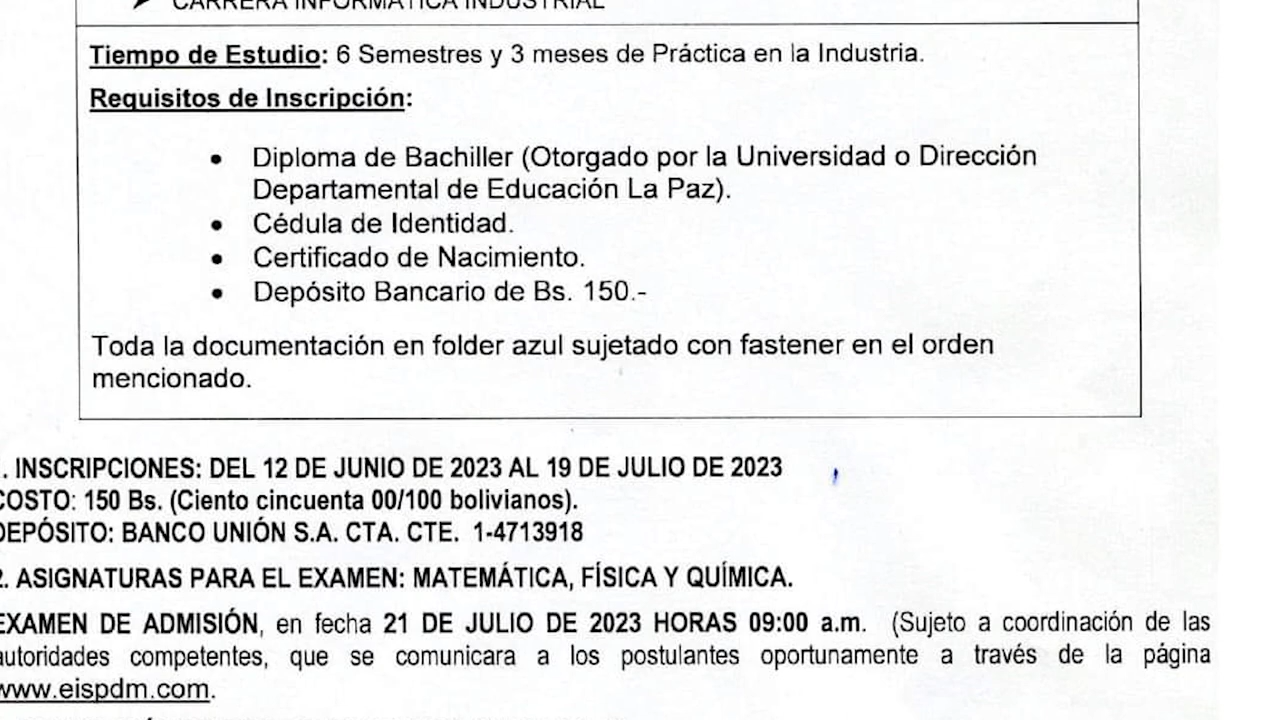 CARRERA INFORMÁTICA INDUSTRIAL
Tiempo de Estudio: 6 Semestres y 3 meses de Práctica en la Industria.
Requisitos de Inscripción:
• Diploma de Bachiller (Otorgado por la Universidad o Dirección
Departamental de Educación La Paz).
• Cédula de Identidad.
• Certificado de Nacimiento.
• Depósito Bancario de Bs. 150.-
Toda la documentación en folder azul sujetado con fastener en el orden
mencionado.
. INSCRIPCIONES: DEL 12 DE JUNIO DE 2023 AL 19 DE JULIO DE 2023
COSTO: 150 Bs. (Ciento cincuenta 00/100 bolivianos).
DEPÓSITO: BANCO UNIÓN S.A. CTA. CTE. 1-4713918
2. ASIGNATURAS PARA EL EXAMEN: MATEMÁTICA, FÍSICA Y QUÍMICA.
EXAMEN DE ADMISIÓN, en fecha 21 DE JULIO DE 2023 HORAS 09:00 a.m. (Sujeto a coordinación de las
autoridades competentes, que se comunicara a los postulantes oportunamente a través de la página
www.eispdm.com.